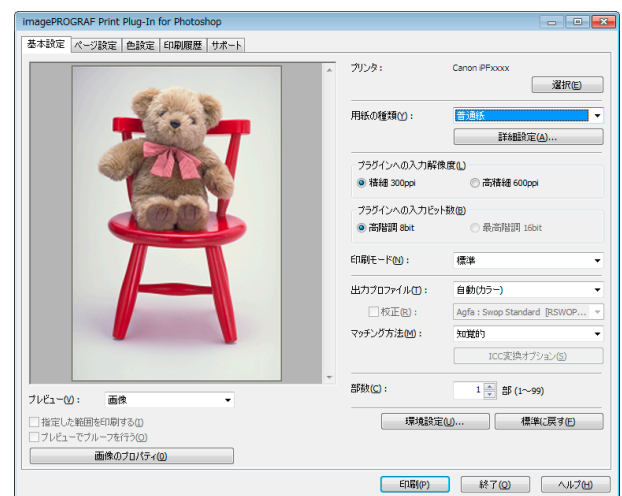 imagePROGRAF Print Plug-In for Photoshop
基本設定 ページ設定 色設定 印刷履歴 サポート
プリンタ： Canon iPFxxxx
選択(E)
用紙の種類(Y)： 普通紙
詳細設定(A)...
プラグインへの入力解像度(L)
精細 300ppi 高精細 600ppi
プラグインへの入力ビット数(B)
高階調 8bit 最高階調 16bit
印刷モード(N)： 標準
出力プロファイル(T)： 自動(カラー)
校正(R)： Agfa : Swop Standard [RSWOP...
マッチング方法(M)： 知覚的
ICC変換オプション(S)
部数(C)： 1 部 (1～99)
プレビュー(V)： 画像
指定した範囲を印刷する(I)
プレビューでプルーフを行う(O)
画像のプロパティ(0)
環境設定(U)... 標準に戻す(F)
印刷(P) 終了(Q) ヘルプ(H)